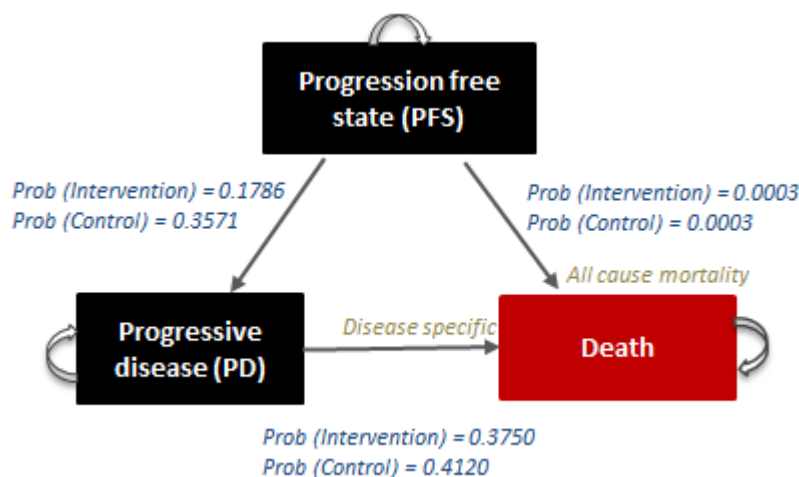 Progression free
state (PFS)
Prob (Intervention) = 0.1786
Prob (Control) = 0.3571
Prob (Intervention) = 0.0003
Prob (Control) = 0.0003
All cause mortality
Progressive
disease (PD)
Disease specific
Death
Prob (Intervention) = 0.3750
Prob (Control) = 0.4120